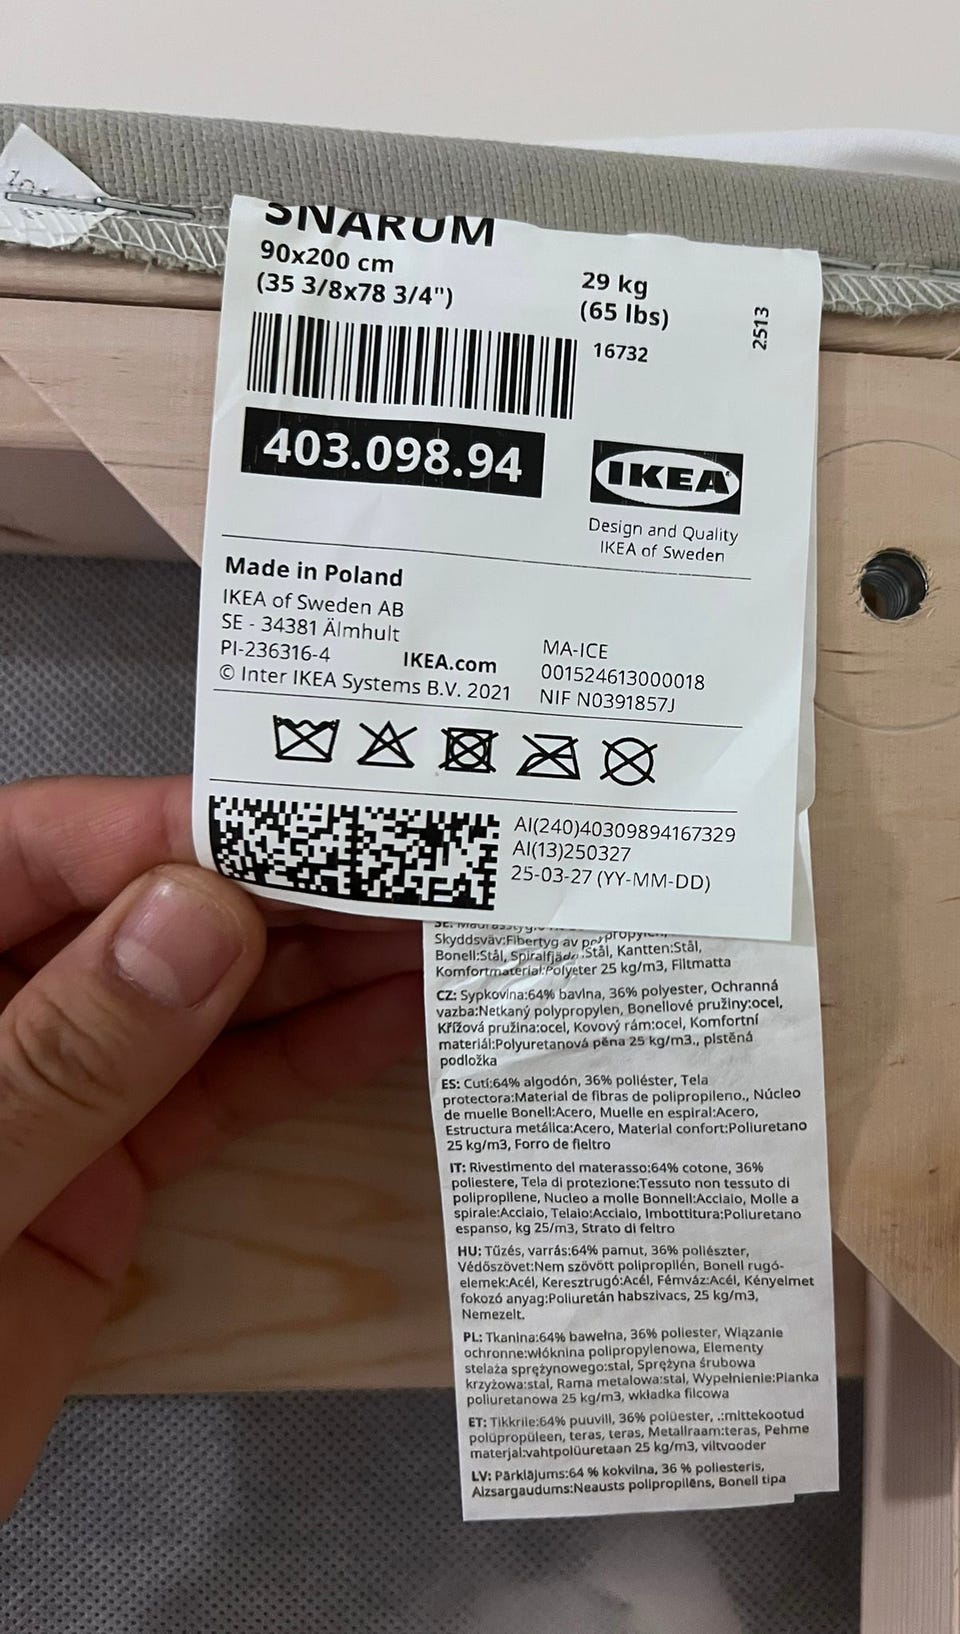 SNARUM
90x200 cm
(35 3/8x78 3/4")
29 kg
(65 lbs)
16732
2513
403.098.94
IKEA
Design and Quality
IKEA of Sweden
Made in Poland
IKEA of Sweden AB
SE - 34381 Älmhult
PI-236316-4
IKEA.com
© Inter IKEA Systems B.V. 2021
MA-ICE
001524613000018
NIF N0391857J
AI(240)40309894167329
AI(13)250327
25-03-27 (YY-MM-DD)
SE:
Skyddsväv:Fibertyg av polypropylen,
Bonell:Stål, Spiralfjäder:Stål, Kantten:Stål,
Komfortmaterial:Polyeter 25 kg/m3, Filtmatta
CZ: Sypkovina:64% bavlna, 36% polyester, Ochranná
vazba:Netkaný polypropylen, Bonellové pružiny:ocel,
Křížová pružina:ocel, Kovový rám:ocel, Komfortní
materiál:Polyuretanová pěna 25 kg/m3., plstěná
podložka
ES: Cutí:64% algodón, 36% poliéster, Tela
protectora:Material de fibras de polipropileno., Núcleo
de muelle Bonell:Acero, Muelle en espiral:Acero,
Estructura metálica:Acero, Material confort:Poliuretano
25 kg/m3, Forro de fieltro
IT: Rivestimento del materasso:64% cotone, 36%
poliestere, Tela di protezione:Tessuto non tessuto di
polipropilene, Nucleo a molle Bonnell:Acciaio, Molle a
spirale:Acciaio, Telaio:Acciaio, Imbottitura:Poliuretano
espanso, kg 25/m3, Strato di feltro
HU: Tűzés, varrás:64% pamut, 36% poliészter,
Védőszövet:Nem szövött polipropilén, Bonell rugó-
elemek:Acél, Keresztrugó:Acél, Fémváz:Acél, Kényelmet
fokozó anyag:Poliuretán habszivacs, 25 kg/m3,
Nemezelt.
PL: Tkanina:64% bawełna, 36% poliester, Wiązanie
ochronne:włóknina polipropylenowa, Elementy
stelaża sprężynowego:stal, Sprężyna śrubowa
krzyżowa:stal, Rama metalowa:stal, Wypełnienie:Pianka
poliuretanowa 25 kg/m3, wkładka filcowa
ET: Tikkriie:64% puuvill, 36% polüester, .:mittekootud
polüpropüleen, teras, teras, Metallraam:teras, Pehme
materjal:vahtpolüuretaan 25 kg/m3, viltvooder
LV: Pārklājums:64 % kokvilna, 36 % poliesteris,
Aizsargaudums:Neausts polipropilēns, Bonell tipa